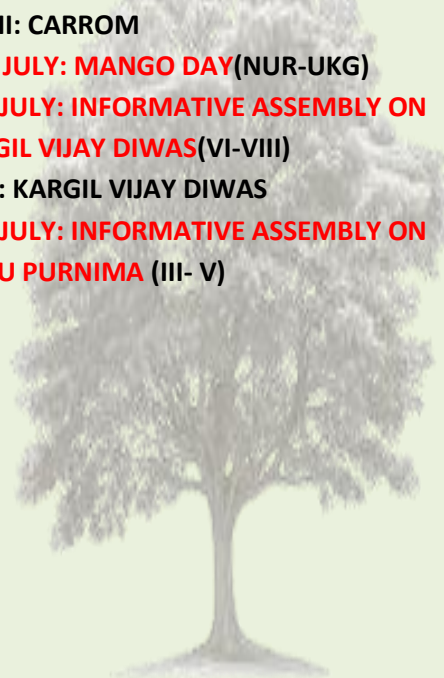 II: CARROM
JULY: MANGO DAY(NUR-UKG)
JULY: INFORMATIVE ASSEMBLY ON
GIL VIJAY DIWAS(VI-VIII)
: KARGIL VIJAY DIWAS
JULY: INFORMATIVE ASSEMBLY ON
U PURNIMA (III- V)